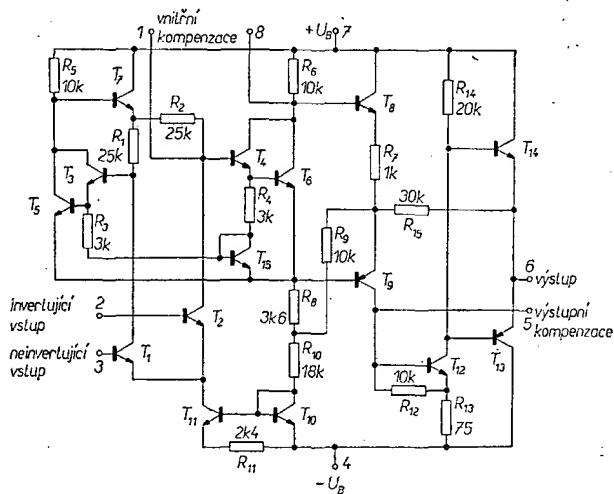 vnitřní
kompenzace
1
8
+U_B
7
R5
10k
T7
R2
25k
R6
10k
T8
R14
20k
R1
25k
T3
T5
R3
3k
T4
T6
R4
3k
T15
R7
1k
30k
R15
T14
R9
10k
T9
6
výstup
R8
3k6
invertující
vstup
2
T2
výstupní
kompenzace
5
neinvertující
vstup
3
T1
R10
18k
T12
T13
10k
R12
R13
75
T11
T10
2k4
R11
4
-U_B